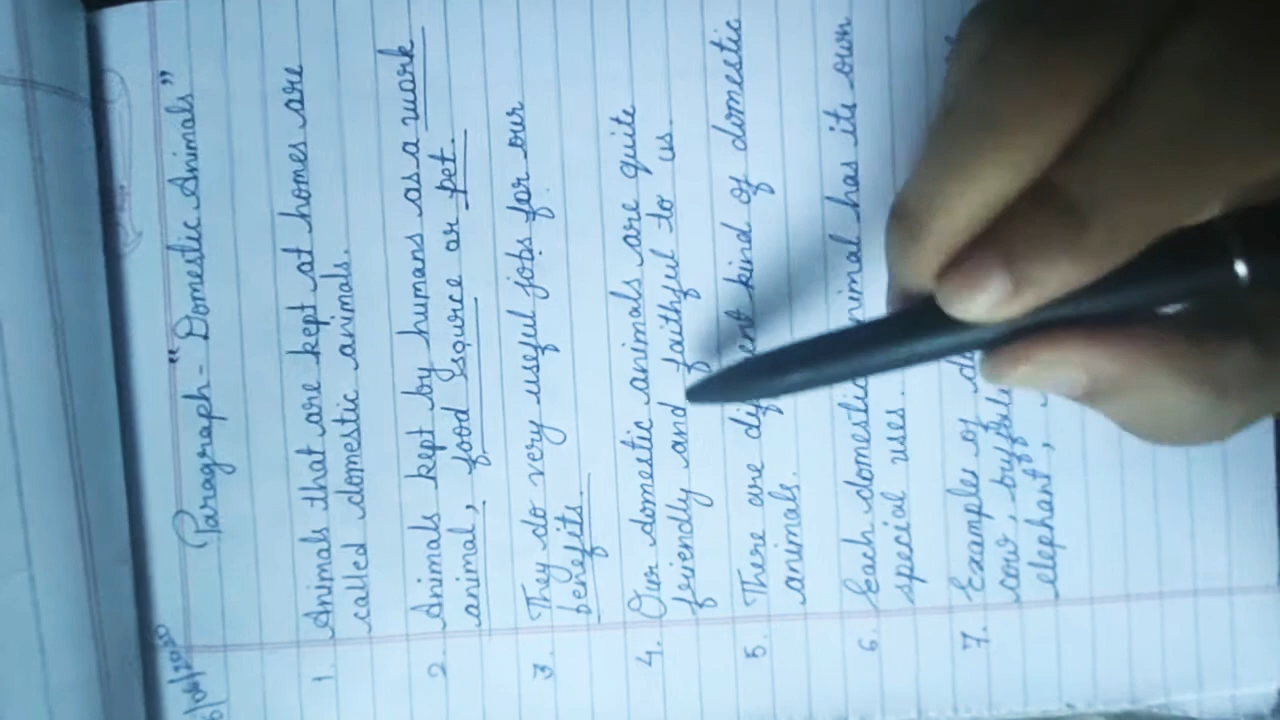 /06/2020
Paragraph - "Domestic Animals"
1. Animals that are kept at homes are
called domestic animals.
2. Animals kept by humans as a work
animal, food source or pet.
3. They do very useful jobs for our
benefits.
4. Our domestic animals are quite
friendly and faithful to us.
5. There are kind of domestic
animals.
6. Each domestic animal has its own
special uses.
7. Example of
cow,
elephant,